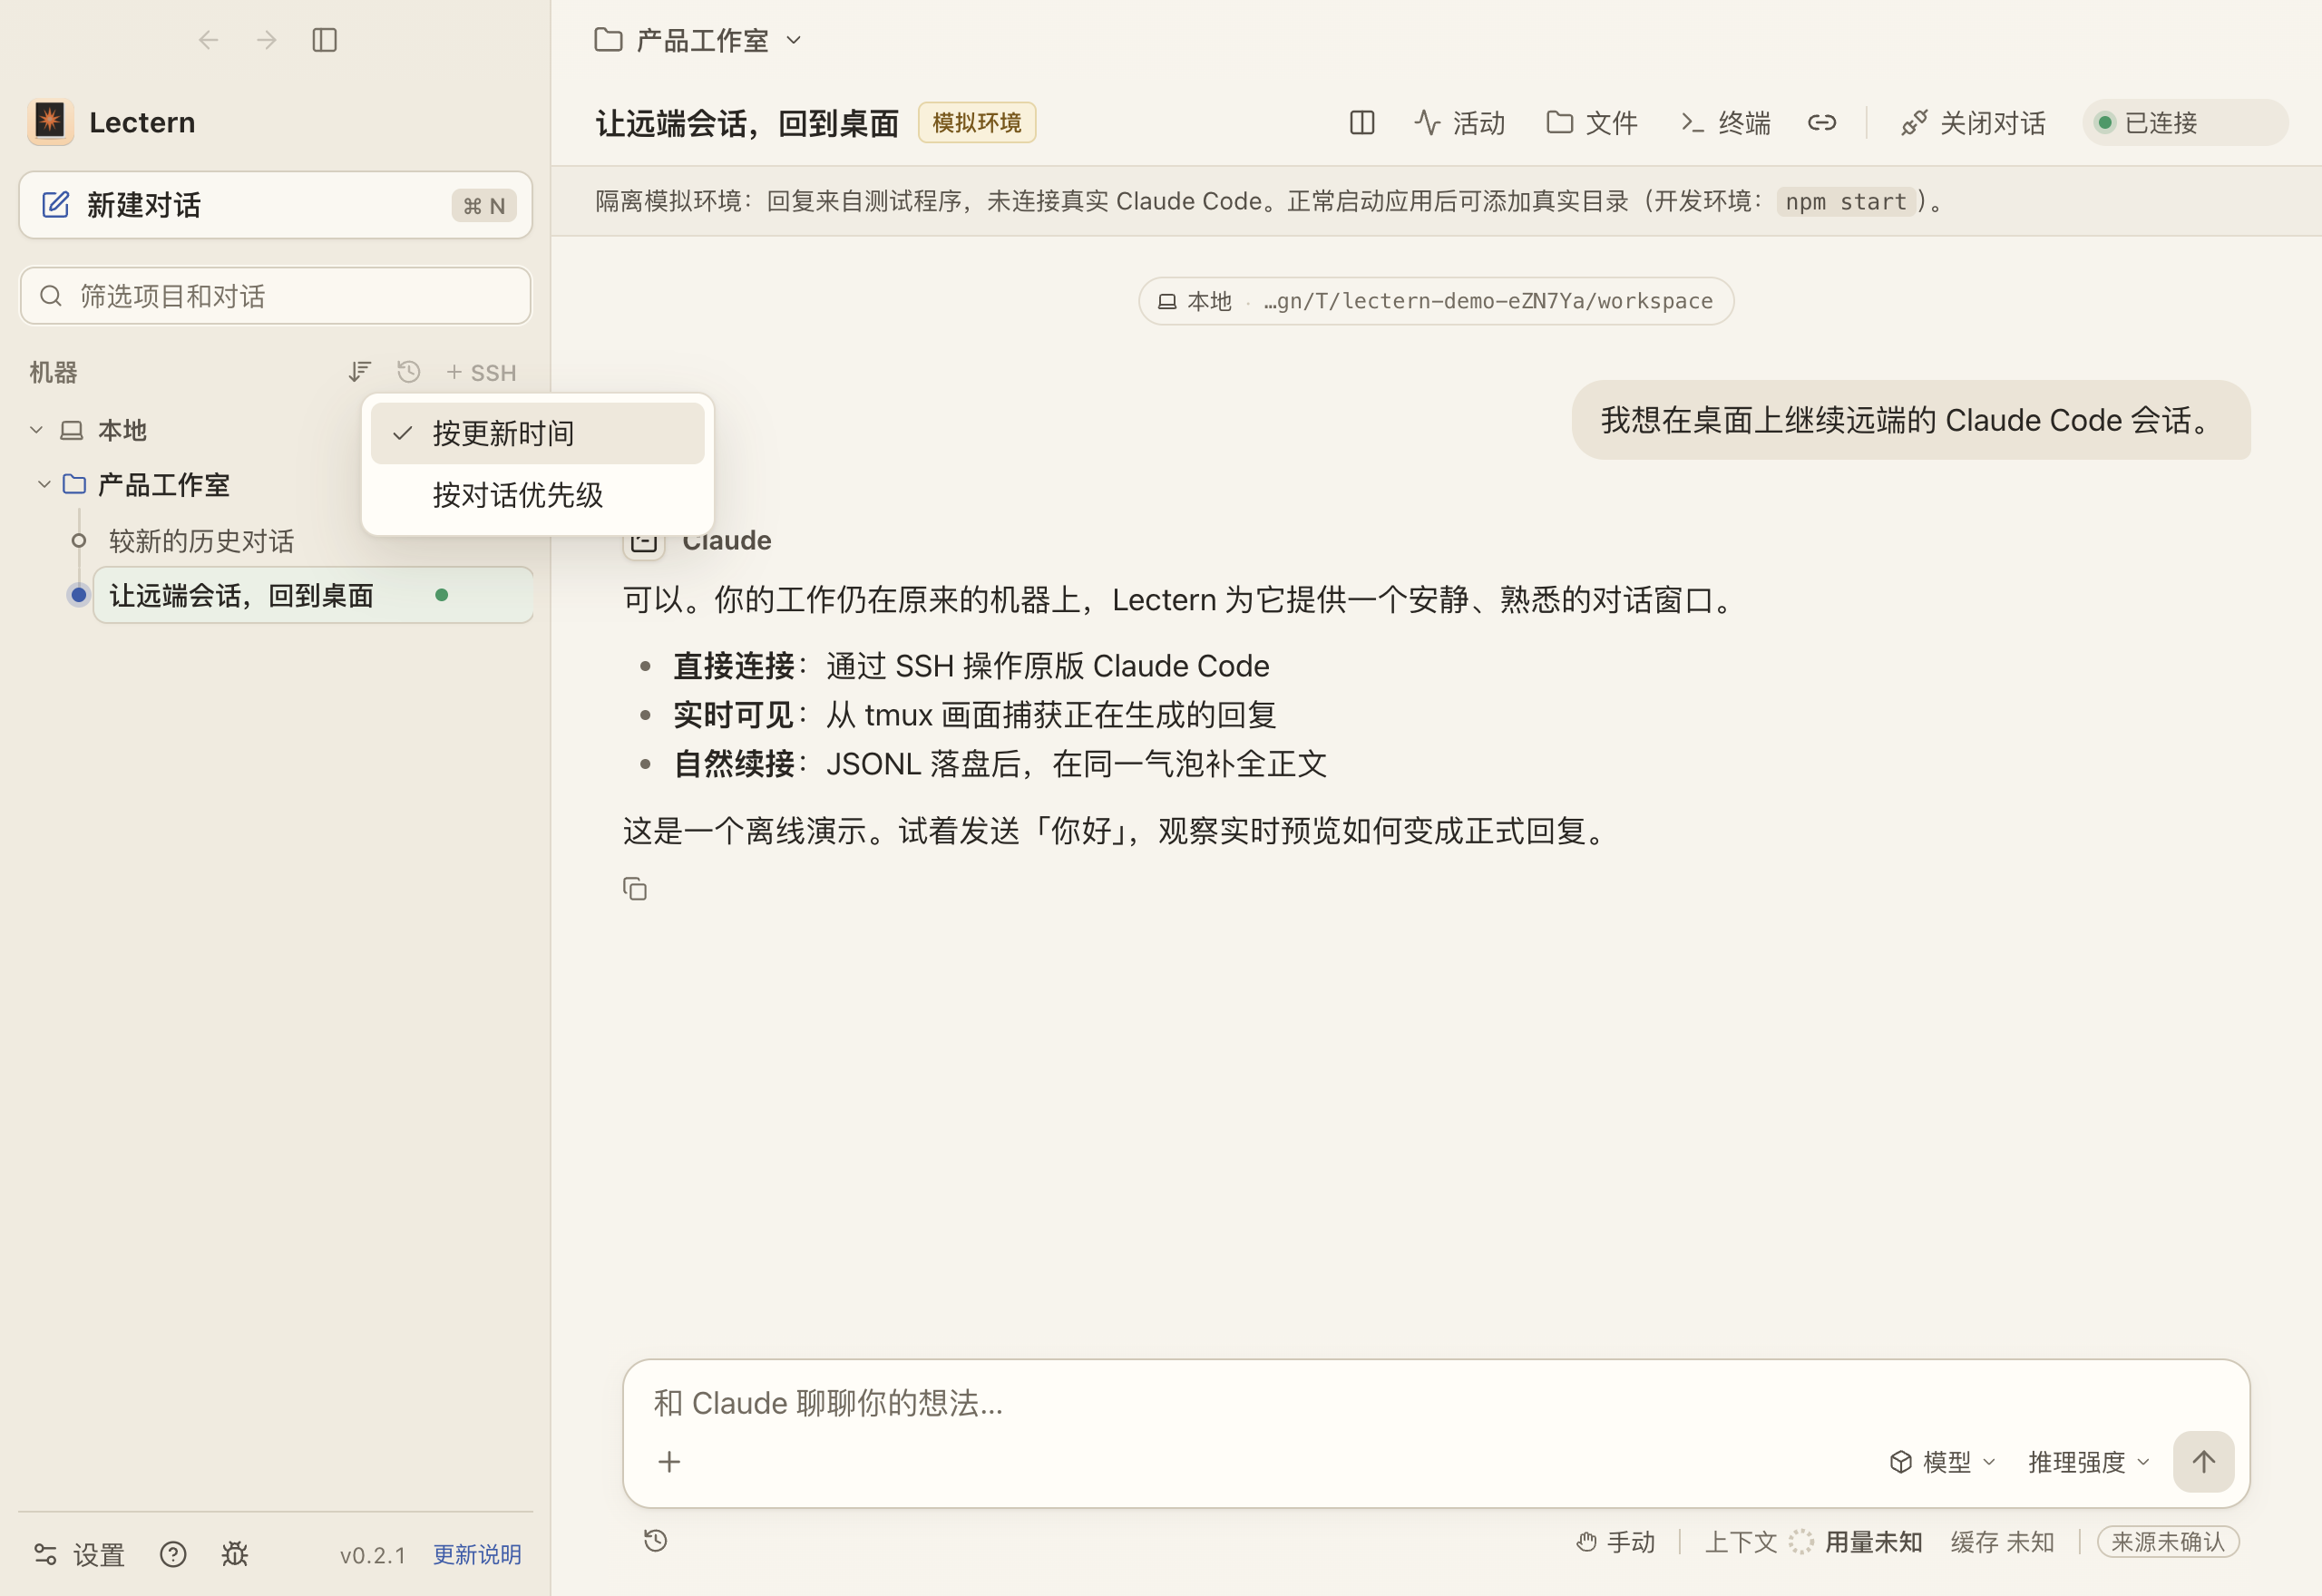 产品工作室
Lectern
让远端会话，回到桌面 模拟环境 活动 文件 终端 关闭对话 已连接
新建对话 ⌘ N
隔离模拟环境：回复来自测试程序，未连接真实 Claude Code。正常启动应用后可添加真实目录（开发环境： npm start）。
筛选项目和对话
本地 · …gn/T/lectern-demo-eZN7Ya/workspace
机器 + SSH
按更新时间
按对话优先级
本地
产品工作室
较新的历史对话
让远端会话，回到桌面
我想在桌面上继续远端的 Claude Code 会话。
Claude
可以。你的工作仍在原来的机器上，Lectern 为它提供一个安静、熟悉的对话窗口。
• 直接连接：通过 SSH 操作原版 Claude Code
• 实时可见：从 tmux 画面捕获正在生成的回复
• 自然续接：JSONL 落盘后，在同一气泡补全正文
这是一个离线演示。试着发送「你好」，观察实时预览如何变成正式回复。
和 Claude 聊聊你的想法...
模型 推理强度
手动 上下文 用量未知 缓存 未知 来源未确认
设置 v0.2.1 更新说明